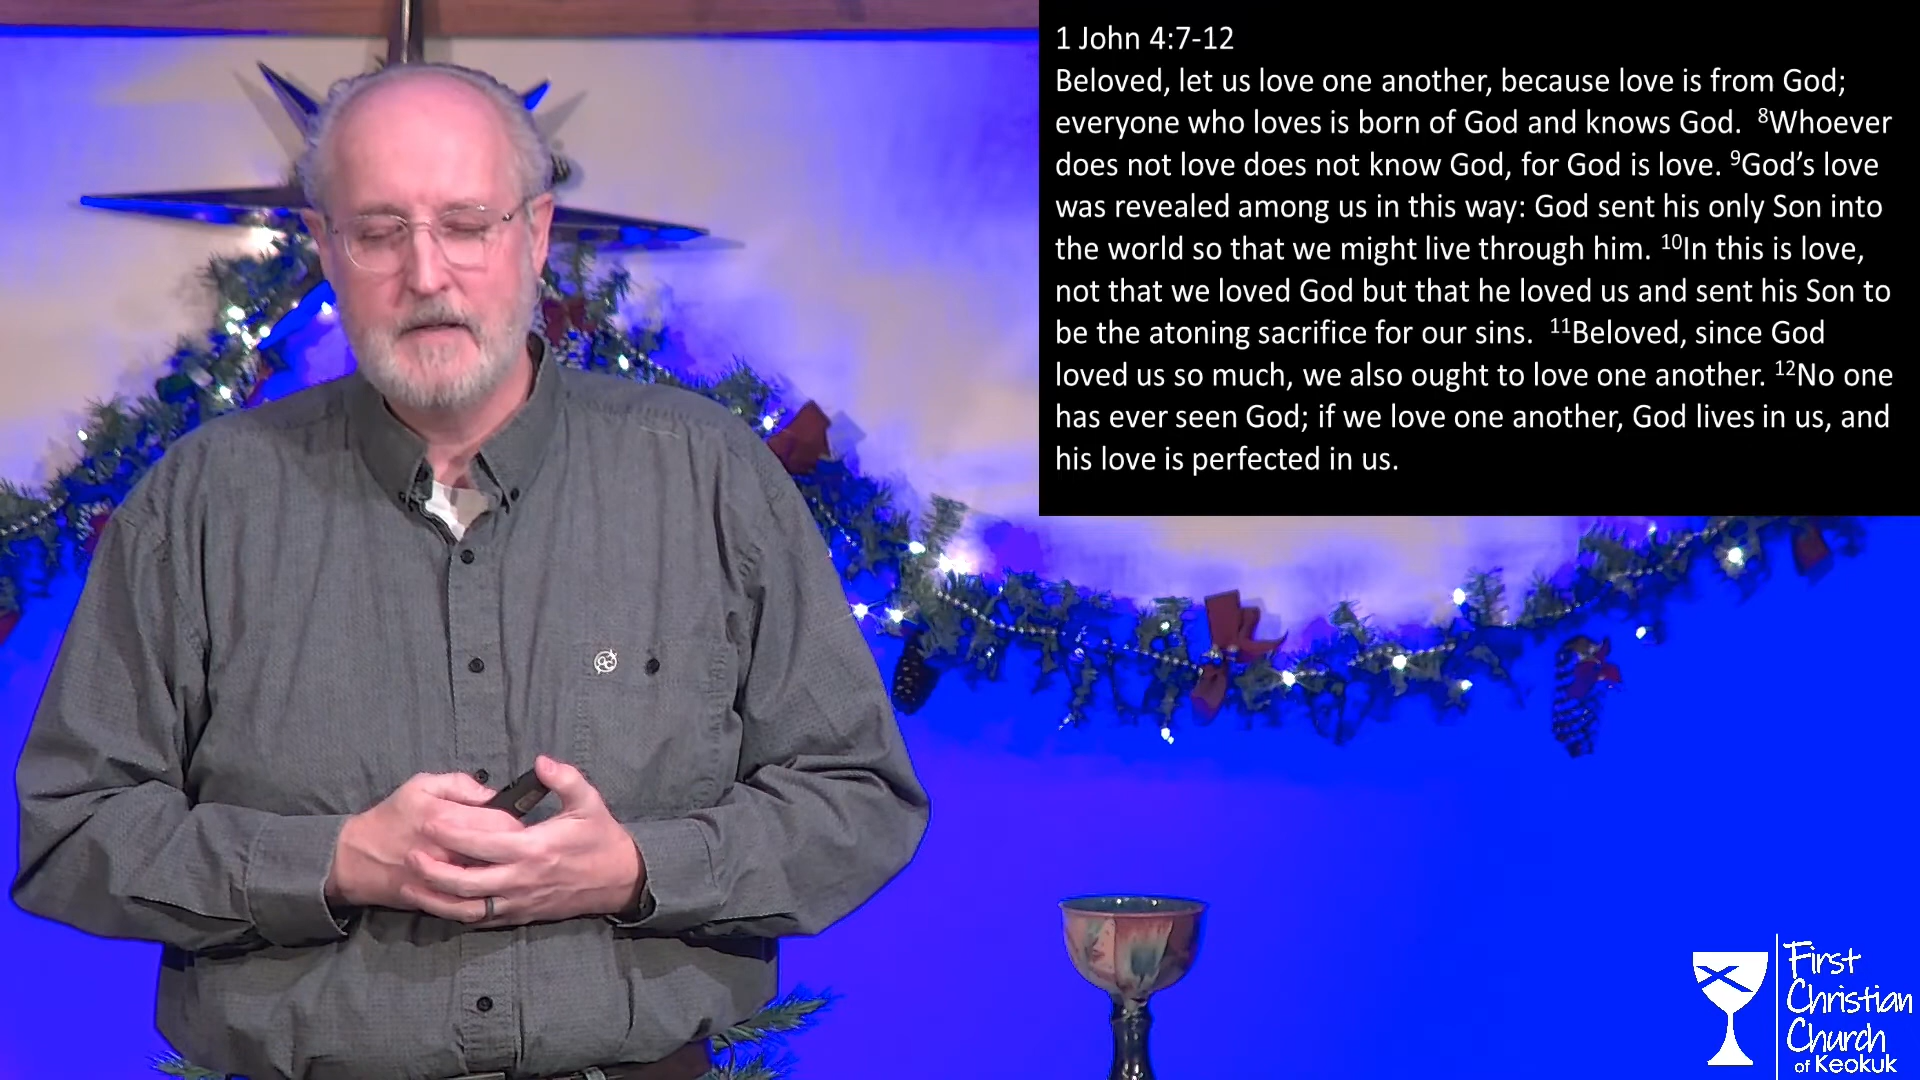 1 John 4:7-12
Beloved, let us love one another, because love is from God;
everyone who loves is born of God and knows God. ⁸Whoever
does not love does not know God, for God is love. ⁹God’s love
was revealed among us in this way: God sent his only Son into
the world so that we might live through him. ¹⁰In this is love,
not that we loved God but that he loved us and sent his Son to
be the atoning sacrifice for our sins. ¹¹Beloved, since God
loved us so much, we also ought to love one another. ¹²No one
has ever seen God; if we love one another, God lives in us, and
his love is perfected in us.
First
Christian
Church
of Keokuk